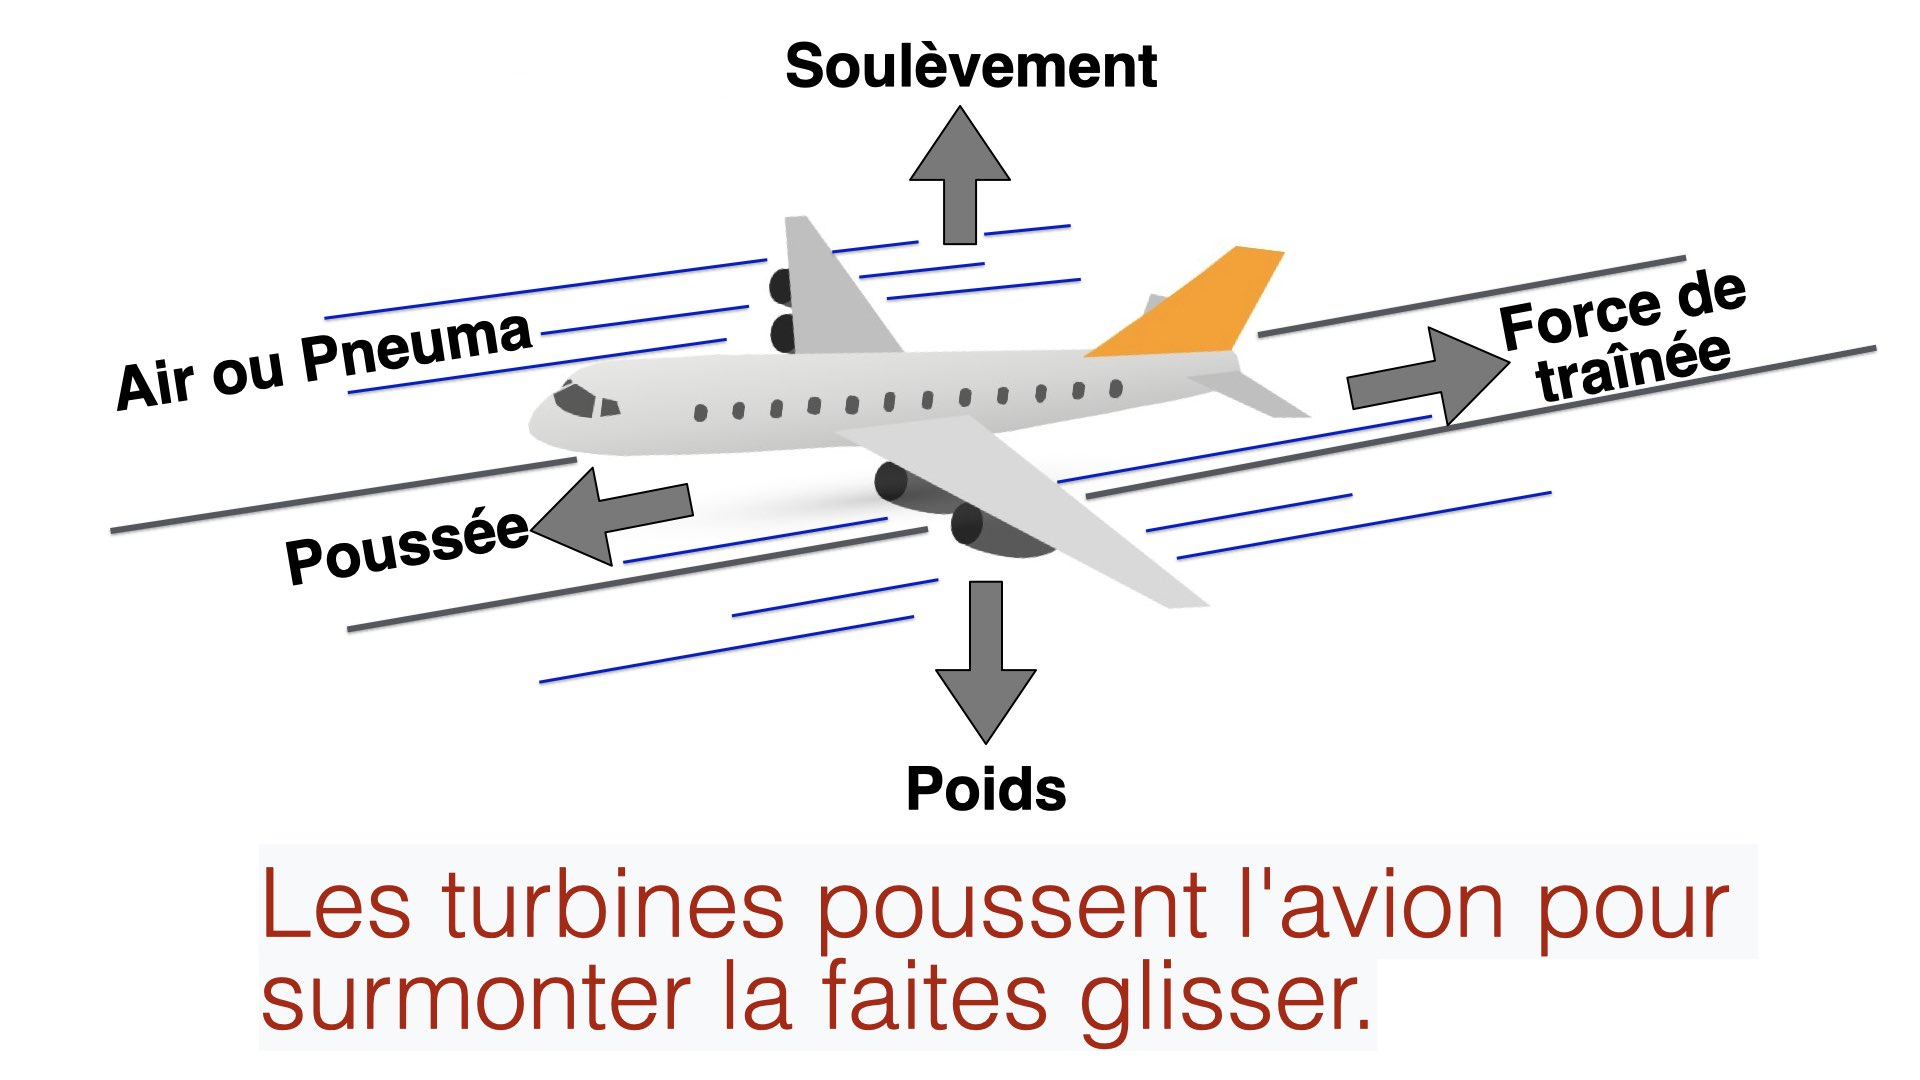 Soulèvement
Air ou Pneuma
Force de
traînée
Poussée
Poids
Les turbines poussent l'avion pour
surmonter la faites glisser.